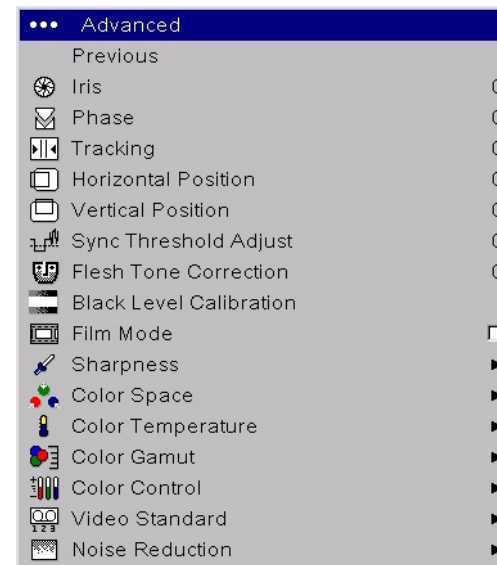 Advanced
Previous
Iris
Phase
Tracking
Horizontal Position
Vertical Position
Sync Threshold Adjust
Flesh Tone Correction
Black Level Calibration
Film Mode
Sharpness
Color Space
Color Temperature
Color Gamut
Color Control
Video Standard
Noise Reduction